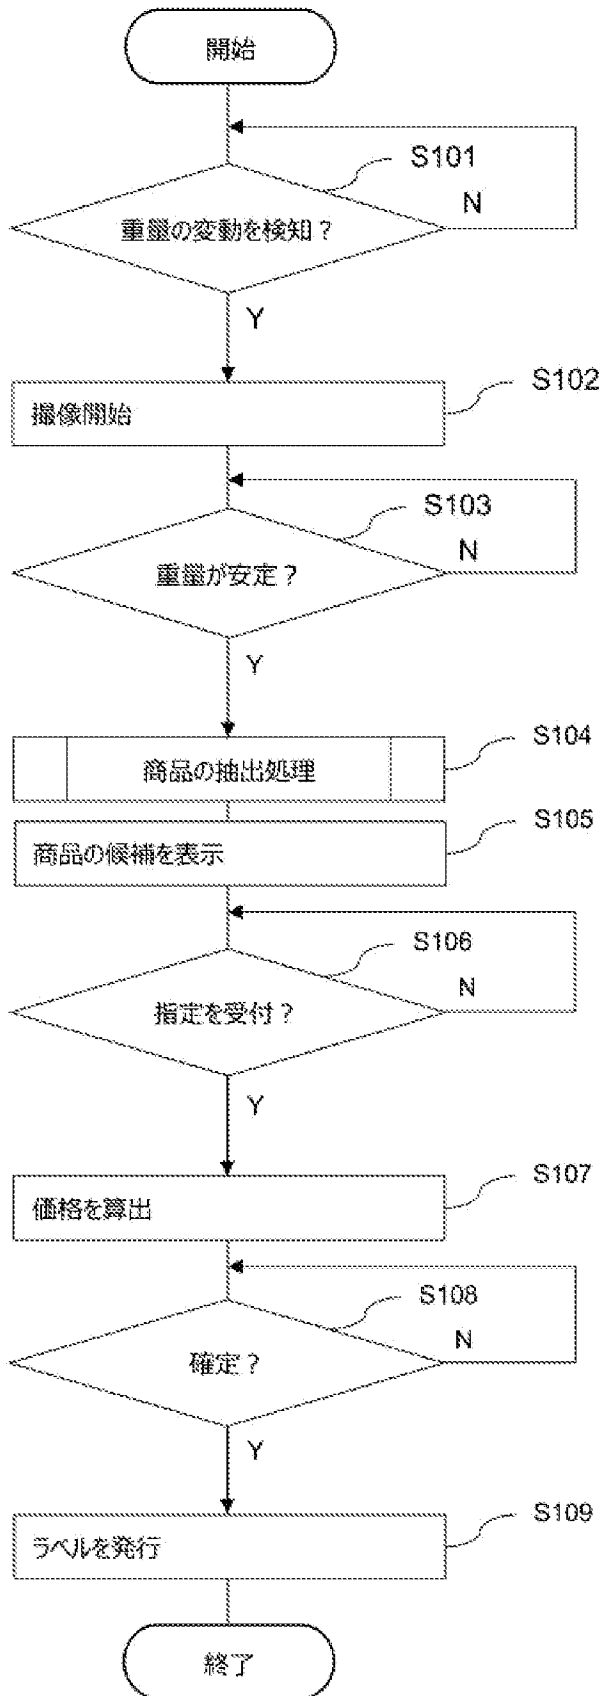 開始
S101
重量の変動を検知？
N
Y
S102
撮像開始
S103
重量が安定？
N
Y
S104
商品の抽出処理
S105
商品の候補を表示
S106
指定を受付？
N
Y
S107
価格を算出
S108
確定？
N
Y
S109
ラベルを発行
終了